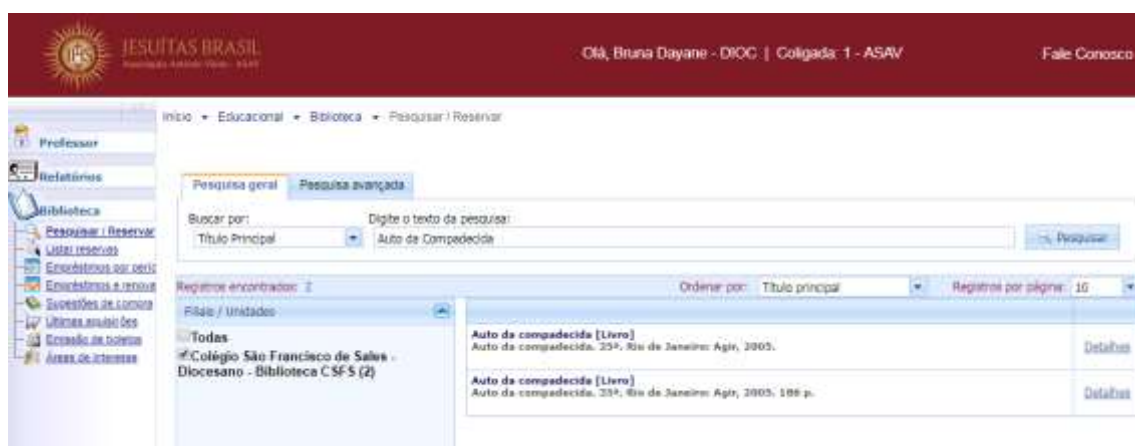 JESUÍTAS BRASIL
Olá, Bruna Dayane - DIOC | Coligada: 1 - ASAV
Fale Conosco
Início Educacional Biblioteca Pesquisar / Reservar
Professor
Relatórios
Biblioteca
Pesquisar / Reservar
Listar reservas
Empréstimos por períc
Empréstimos e renova
Sugestões de compra
Últimas aquisições
Emissão de boletos
Áreas de interesse
Pesquisa geral Pesquisa avançada
Buscar por: Digite o texto da pesquisa:
Título Principal Auto da Compadecida Pesquisar
Registros encontrados: 2 Ordenar por: Título principal Registros por página: 10
Filiais / Unidades
Todas
Colégio São Francisco de Sales -
Diocesano - Biblioteca CSFS (2)
Auto da compadecida [Livro]
Auto da compadecida. 35ª. Rio de Janeiro: Agir, 2005.
Detalhes
Auto da compadecida [Livro]
Auto da compadecida. 35ª. Rio de Janeiro: Agir, 2005. 186 p.
Detalhes